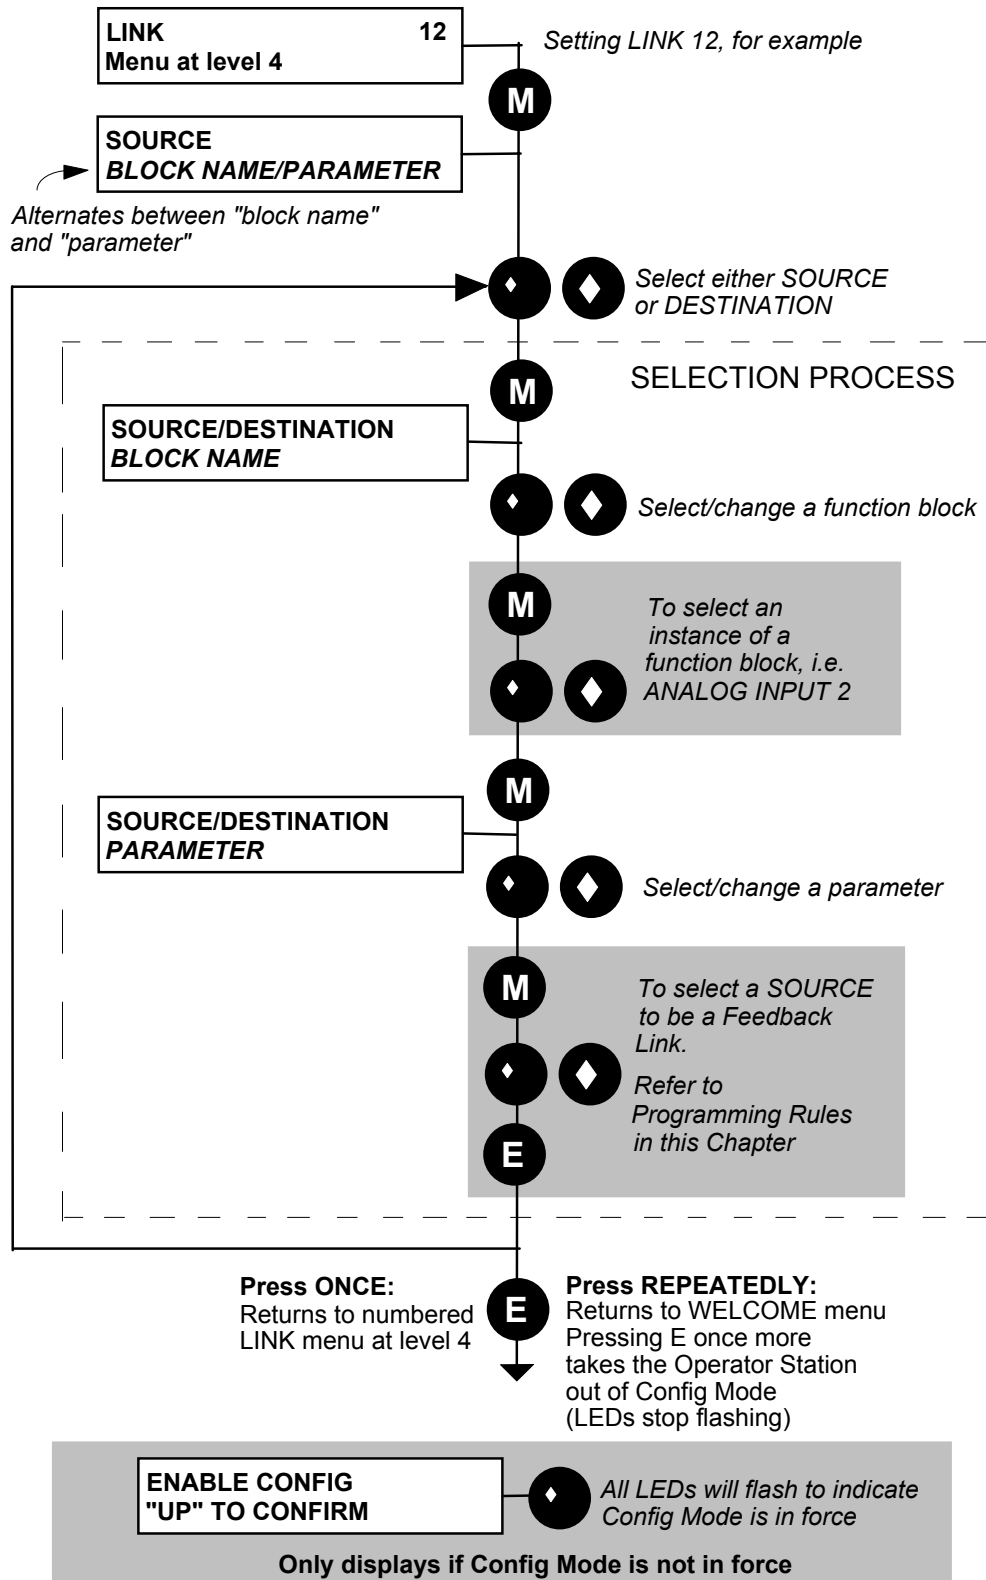 LINK 12
Menu at level 4
Setting LINK 12, for example
M
SOURCE
BLOCK NAME/PARAMETER
Alternates between "block name"
and "parameter"
Select either SOURCE
or DESTINATION
SELECTION PROCESS
M
SOURCE/DESTINATION
BLOCK NAME
Select/change a function block
M
To select an
instance of a
function block, i.e.
ANALOG INPUT 2
M
SOURCE/DESTINATION
PARAMETER
Select/change a parameter
M
To select a SOURCE
to be a Feedback
Link.
Refer to
Programming Rules
in this Chapter
E
Press ONCE:
Returns to numbered
LINK menu at level 4
E
Press REPEATEDLY:
Returns to WELCOME menu
Pressing E once more
takes the Operator Station
out of Config Mode
(LEDs stop flashing)
ENABLE CONFIG
"UP" TO CONFIRM
All LEDs will flash to indicate
Config Mode is in force
Only displays if Config Mode is not in force